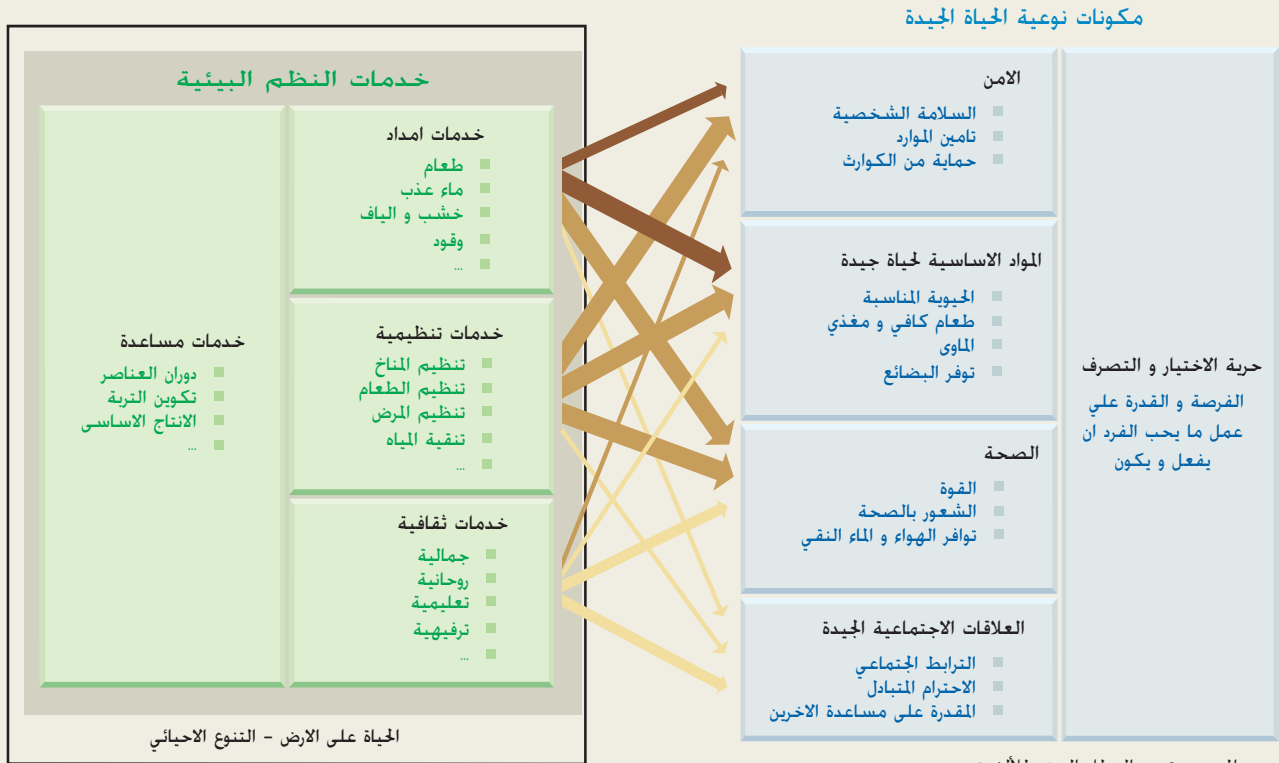 مكونات نوعية الحياة الجيدة
الامن
السلامة الشخصية
تامين الموارد
حماية من الكوارث
المواد الاساسية لحياة جيدة
الحيوية المناسبة
طعام كافي و مغذي
الماوى
توفر البضائع
الصحة
القوة
الشعور بالصحة
توافر الهواء و الماء النقي
العلاقات الاجتماعية الجيدة
الترابط الجتماعي
الاحترام المتبادل
المقدرة على مساعدة الاخرين
حرية الاختيار و التصرف
الفرصة و القدرة علي
عمل ما يحب الفرد ان
يفعل و يكون
خدمات النظم البيئية
خدمات امداد
طعام
ماء عذب
خشب و الياف
وقود
...
خدمات تنظيمية
تنظيم المناخ
تنظيم الطعام
تنظيم المرض
تنقية المياه
...
خدمات ثقافية
جمالية
روحانية
تعليمية
ترفيهية
...
خدمات مساعدة
دوران العناصر
تكوين التربة
الانتاج الاساسى
...
الحياة على الارض - التنوع الاحيائي